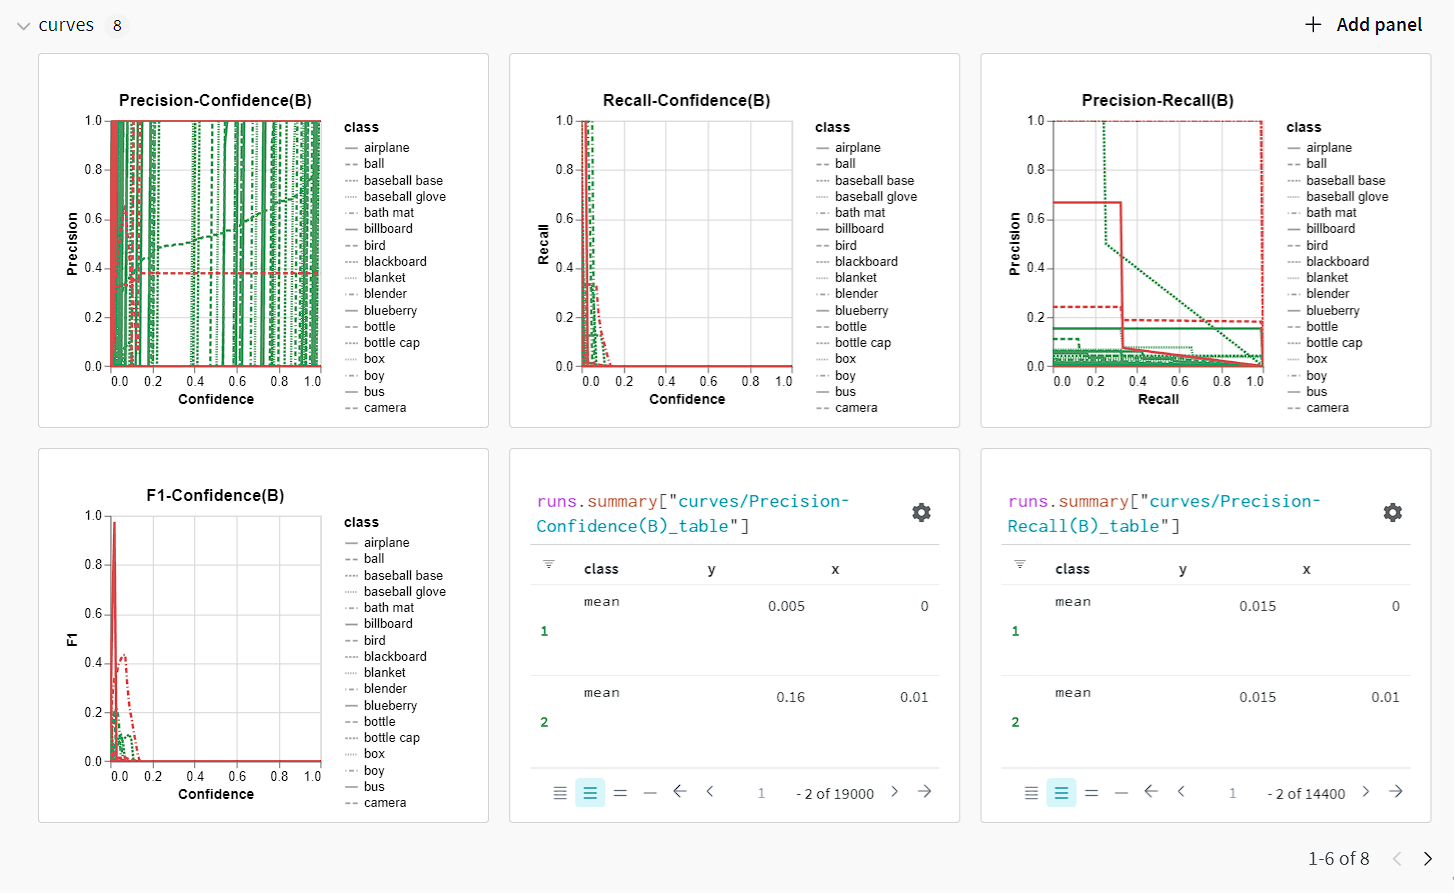 curves 8
+ Add panel
Precision-Confidence(B)
1.0
0.8
0.6
0.4
0.2
0.0
Precision
0.0 0.2 0.4 0.6 0.8 1.0
Confidence
class
airplane
ball
baseball base
baseball glove
bath mat
billboard
bird
blackboard
blanket
blender
blueberry
bottle
bottle cap
box
boy
bus
camera
Recall-Confidence(B)
1.0
0.8
0.6
0.4
0.2
0.0
Recall
0.0 0.2 0.4 0.6 0.8 1.0
Confidence
class
airplane
ball
baseball base
baseball glove
bath mat
billboard
bird
blackboard
blanket
blender
blueberry
bottle
bottle cap
box
boy
bus
camera
Precision-Recall(B)
1.0
0.8
0.6
0.4
0.2
0.0
Precision
0.0 0.2 0.4 0.6 0.8 1.0
Recall
class
airplane
ball
baseball base
baseball glove
bath mat
billboard
bird
blackboard
blanket
blender
blueberry
bottle
bottle cap
box
boy
bus
camera
F1-Confidence(B)
1.0
0.8
0.6
0.4
0.2
0.0
F1
0.0 0.2 0.4 0.6 0.8 1.0
Confidence
class
airplane
ball
baseball base
baseball glove
bath mat
billboard
bird
blackboard
blanket
blender
blueberry
bottle
bottle cap
box
boy
bus
camera
runs.summary["curves/Precision-
Confidence(B)_table"]
class y x
mean 0.005 0
1
mean 0.16 0.01
2
1 - 2 of 19000
runs.summary["curves/Precision-
Recall(B)_table"]
class y x
mean 0.015 0
1
mean 0.015 0.01
2
1 - 2 of 14400
1-6 of 8